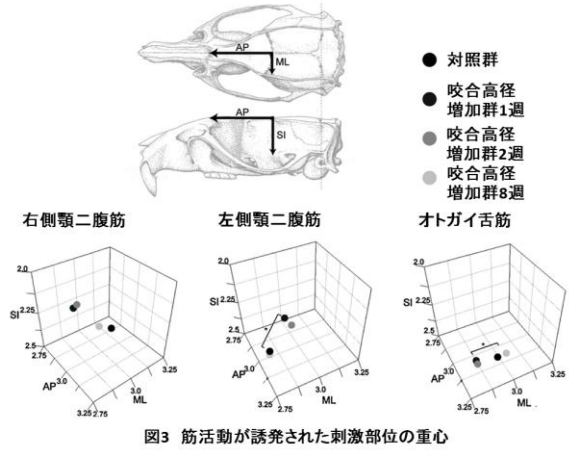 AP
ML
AP
SI
対照群
咬合高径
増加群1週
咬合高径
増加群2週
咬合高径
増加群8週
右側顎二腹筋
左側顎二腹筋
オトガイ舌筋
2.0
2.25
SI
2.5
2.75
AP
3.0
3.25
2.75
3.0
ML
3.25
2.0
2.25
SI
2.5
2.75
*
AP
3.0
3.25
2.75
3.0
ML
3.25
2.0
2.25
SI
2.5
2.75
*
AP
3.0
3.25
2.75
3.0
ML
3.25
図3 筋活動が誘発された刺激部位の重心